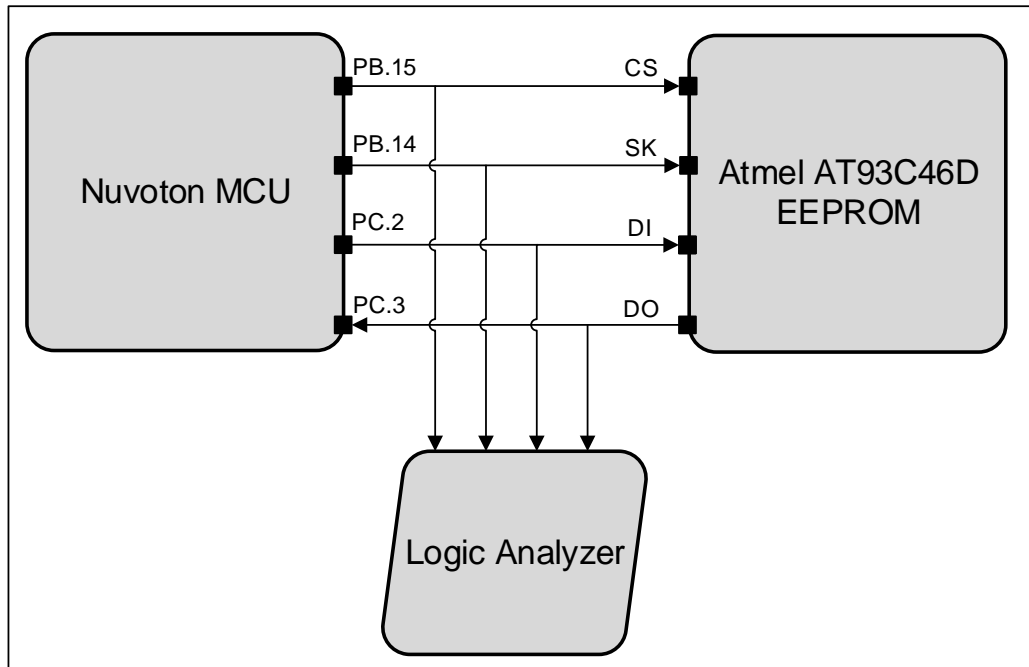 PB.15
CS
PB.14
SK
Nuvoton MCU
Atmel AT93C46D
EEPROM
PC.2
DI
PC.3
DO
Logic Analyzer